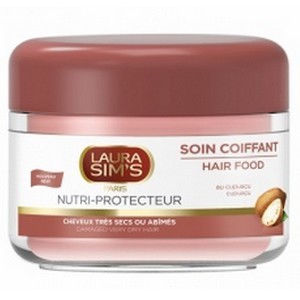 LAURA
SIM'S
PARIS
SOIN COIFFANT
HAIR FOOD
NUTRI-PROTECTEUR
CHEVEUX TRÈS SECS OU ABÎMÉS
DAMAGED VERY DRY HAIR